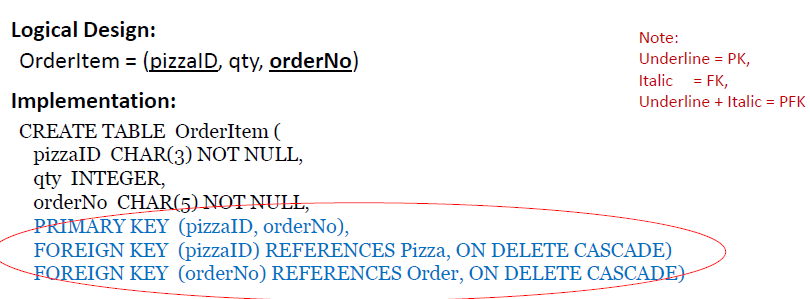 Logical Design:
OrderItem = (pizzaID, qty, orderNo)
Note:
Underline = PK,
Italic = FK,
Underline + Italic = PFK
Implementation:
CREATE TABLE OrderItem (
pizzaID CHAR(3) NOT NULL,
qty INTEGER,
orderNo CHAR(5) NOT NULL,
PRIMARY KEY (pizzaID, orderNo),
FOREIGN KEY (pizzaID) REFERENCES Pizza, ON DELETE CASCADE)
FOREIGN KEY (orderNo) REFERENCES Order, ON DELETE CASCADE)